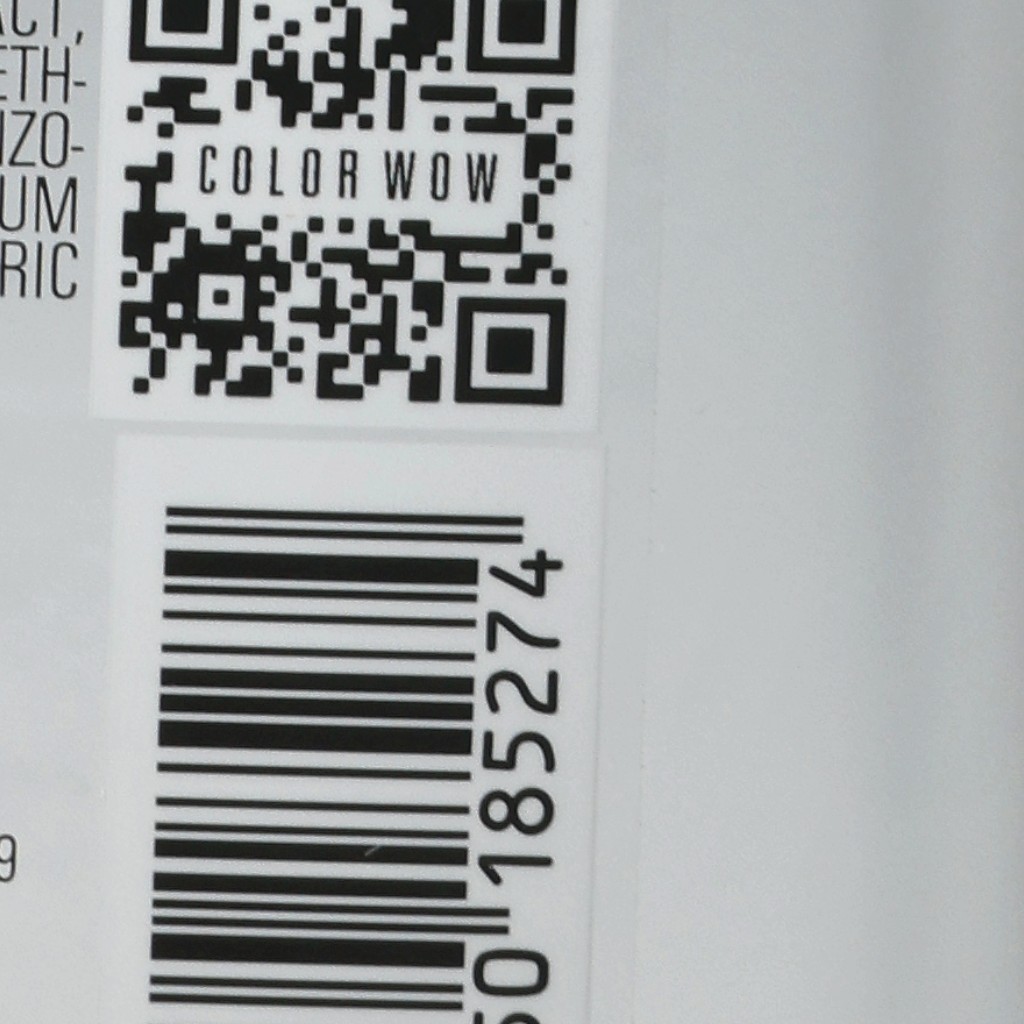 ACT,
ETH-
IZO-
UM
RIC
COLOR WOW
9
50 185274